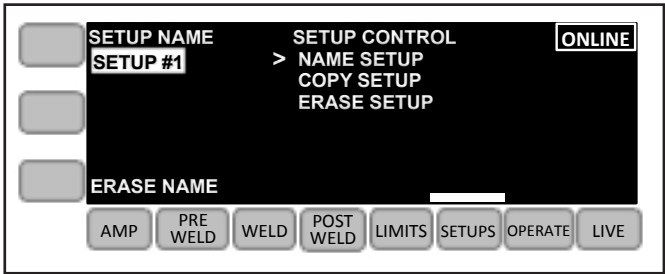 SETUP NAME SETUP CONTROL ONLINE
SETUP #1 > NAME SETUP
COPY SETUP
ERASE SETUP
ERASE NAME
AMP PRE WELD WELD POST WELD LIMITS SETUPS OPERATE LIVE